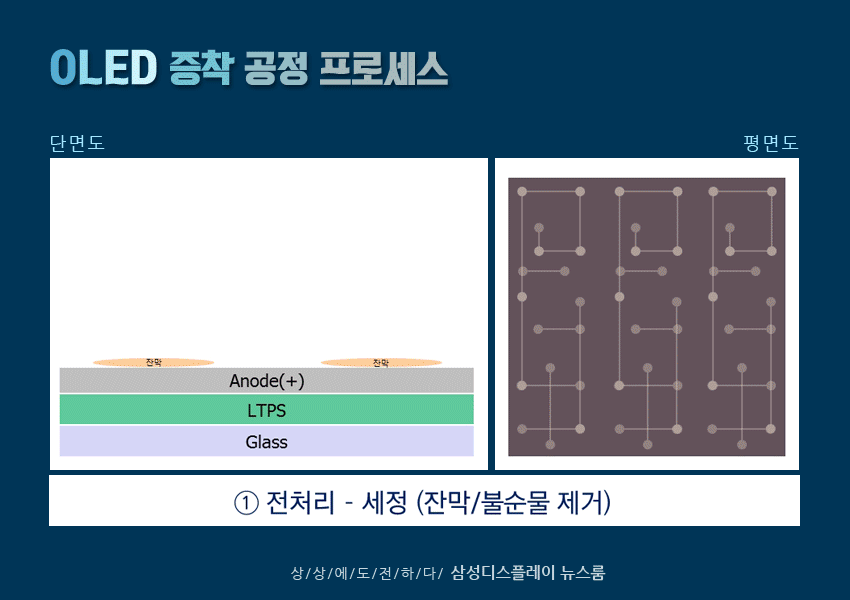 OLED 증착 공정 프로세스
단면도
평면도
잔막
잔막
Anode(+)
LTPS
Glass
① 전처리 - 세정 (잔막/불순물 제거)
상/상/에/도/전/하/다/ 삼성디스플레이 뉴스룸